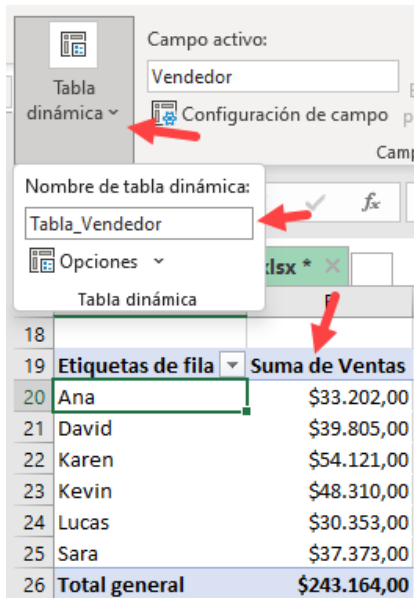 Tabla
dinámica
Campo activo:
Vendedor
Configuración de campo
Camp
Nombre de tabla dinámica:
Tabla_Vendedor
Opciones
Tabla dinámica
fx
xlsx *
18
19 Etiquetas de fila Suma de Ventas
20 Ana $33.202,00
21 David $39.805,00
22 Karen $54.121,00
23 Kevin $48.310,00
24 Lucas $30.353,00
25 Sara $37.373,00
26 Total general $243.164,00